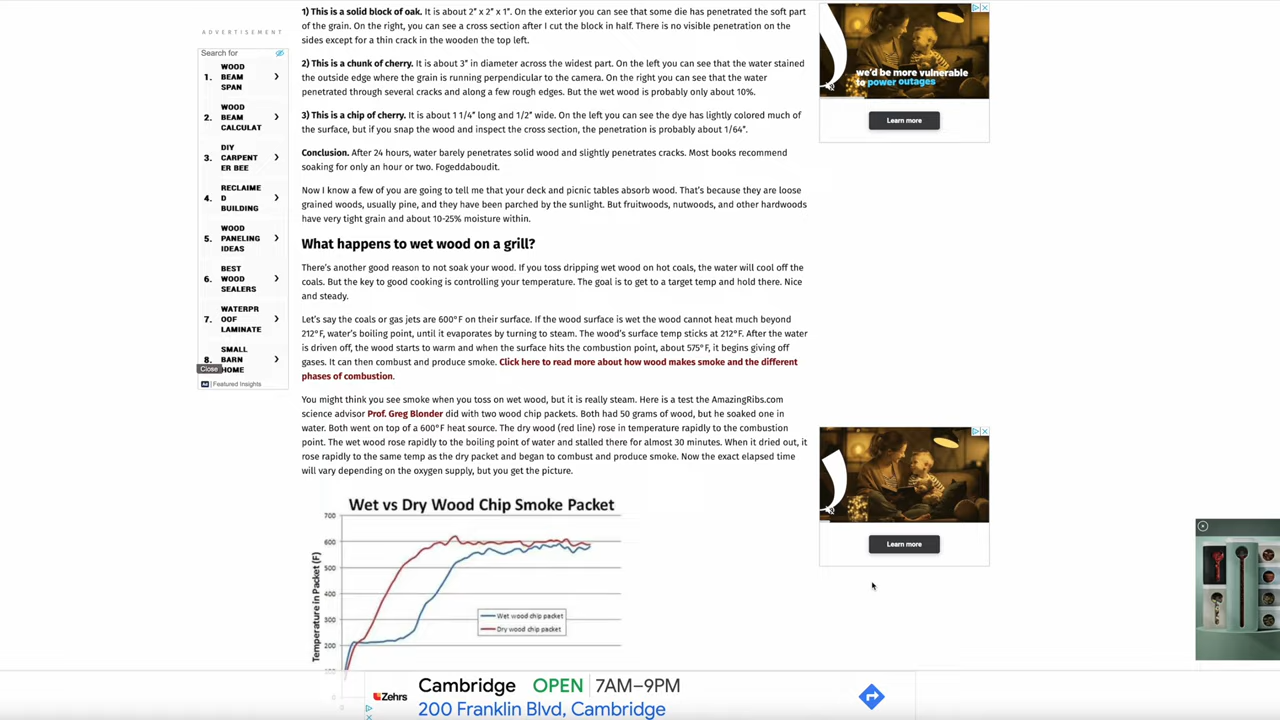 ADVERTISEMENT
Search for
1. WOOD
BEAM
SPAN
2. WOOD
BEAM
CALCULAT
3. DIY
CARPENT
ER BEE
4. RECLAIME
D
BUILDING
5. WOOD
PANELING
IDEAS
6. BEST
WOOD
SEALERS
7. WATERPR
OOF
LAMINATE
8. SMALL
BARN
HOME
Close
Ad | Featured Insights
1) This is a solid block of oak. It is about 2" x 2" x 1". On the exterior you can see that some die has penetrated the soft part
of the grain. On the right, you can see a cross section after I cut the block in half. There is no visible penetration on the
sides except for a thin crack in the wooden the top left.
2) This is a chunk of cherry. It is about 3" in diameter across the widest part. On the left you can see that the water stained
the outside edge where the grain is running perpendicular to the camera. On the right you can see that the water
penetrated through several cracks and along a few rough edges. But the wet wood is probably only about 10%.
3) This is a chip of cherry. It is about 1 1/4" long and 1/2" wide. On the left you can see the dye has lightly colored much of
the surface, but if you snap the wood and inspect the cross section, the penetration is probably about 1/64".
Conclusion. After 24 hours, water barely penetrates solid wood and slightly penetrates cracks. Most books recommend
soaking for only an hour or two. Fogeddaboudit.
Now I know a few of you are going to tell me that your deck and picnic tables absorb wood. That's because they are loose
grained woods, usually pine, and they have been parched by the sunlight. But fruitwoods, nutwoods, and other hardwoods
have very tight grain and about 10-25% moisture within.
What happens to wet wood on a grill?
There's another good reason to not soak your wood. If you toss dripping wet wood on hot coals, the water will cool off the
coals. But the key to good cooking is controlling your temperature. The goal is to get to a target temp and hold there. Nice
and steady.
Let's say the coals or gas jets are 600°F on their surface. If the wood surface is wet the wood cannot heat much beyond
212°F, water's boiling point, until it evaporates by turning to steam. The wood's surface temp sticks at 212°F. After the water
is driven off, the wood starts to warm and when the surface hits the combustion point, about 575°F, it begins giving off
gases. It can then combust and produce smoke. Click here to read more about how wood makes smoke and the different
phases of combustion.
You might think you see smoke when you toss on wet wood, but it is really steam. Here is a test the AmazingRibs.com
science advisor Prof. Greg Blonder did with two wood chip packets. Both had 50 grams of wood, but he soaked one in
water. Both went on top of a 600°F heat source. The dry wood (red line) rose in temperature rapidly to the combustion
point. The wet wood rose rapidly to the boiling point of water and stalled there for almost 30 minutes. When it dried out, it
rose rapidly to the same temp as the dry packet and began to combust and produce smoke. Now the exact elapsed time
will vary depending on the oxygen supply, but you get the picture.
Wet vs Dry Wood Chip Smoke Packet
Temperature in Packet (F)
700
600
500
400
300
200
Wet wood chip packet
Dry wood chip packet
we'd be more vulnerable
to power outages
Learn more
Learn more
Zehrs
Cambridge OPEN 7AM–9PM
200 Franklin Blvd, Cambridge